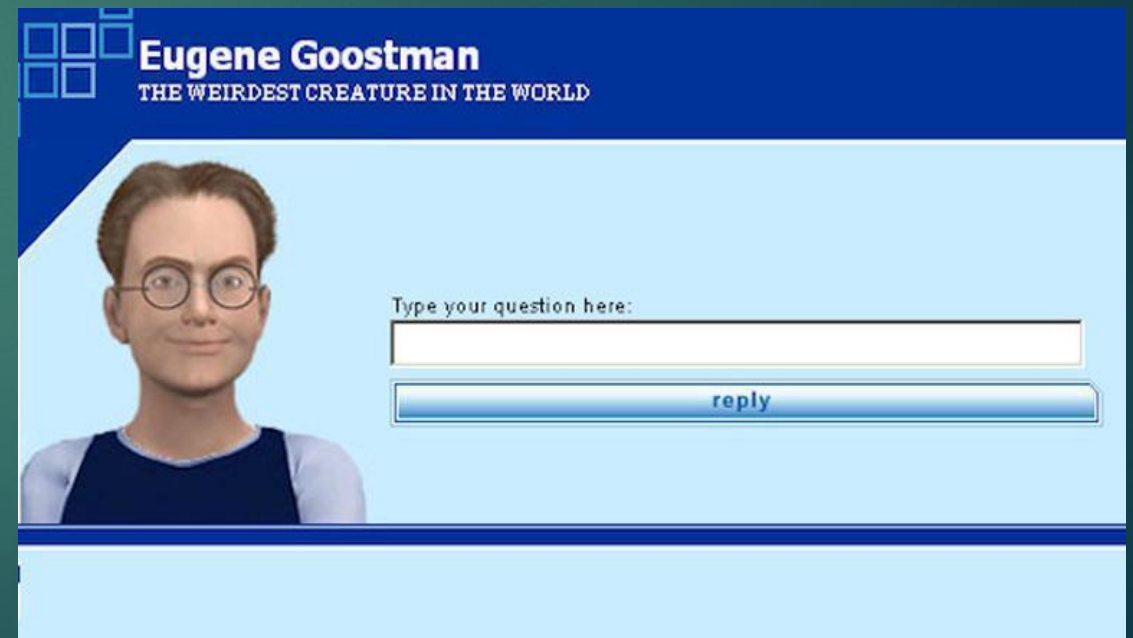 Eugene Goostman
THE WEIRDEST CREATURE IN THE WORLD
Type your question here:
reply